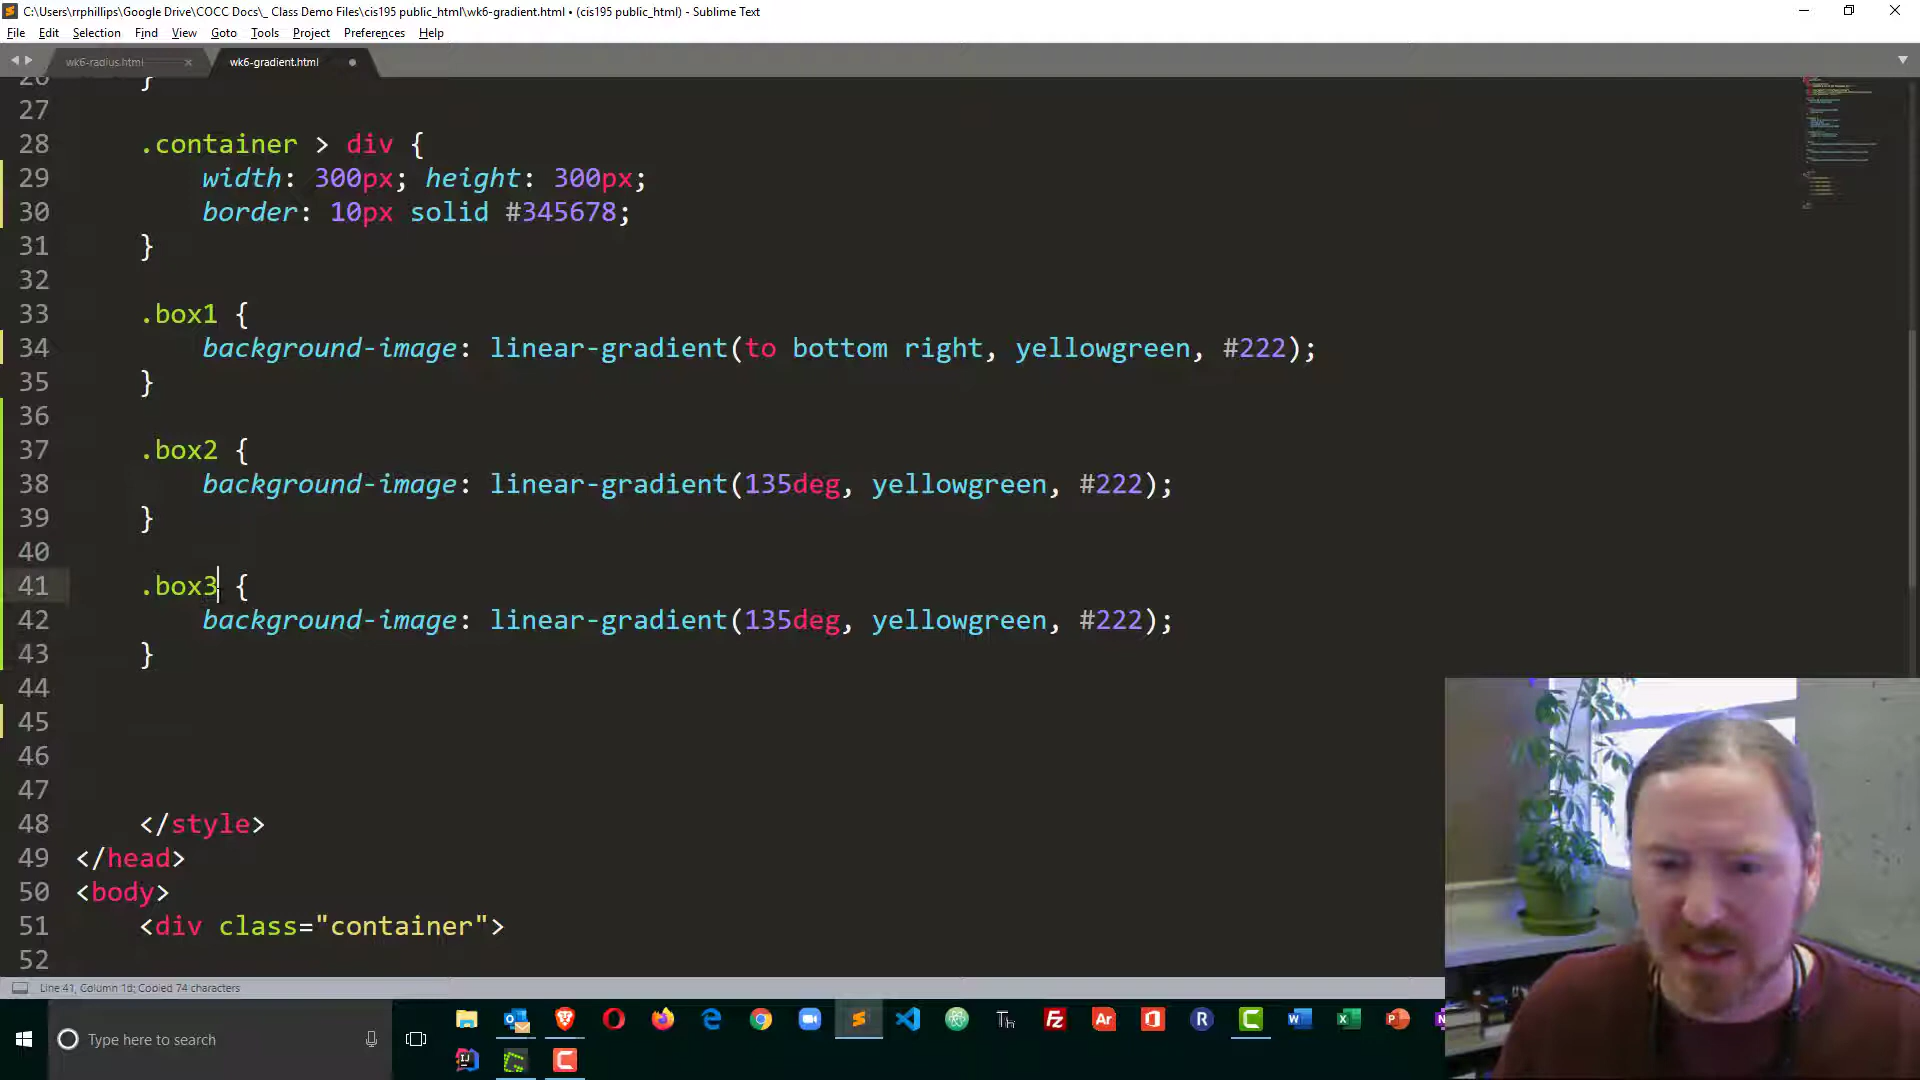 C:\Users\rrphillips\Google Drive\COCC Docs\_ Class Demo Files\cis195 public_html\wk6-gradient.html • (cis195 public_html) - Sublime Text
File Edit Selection Find View Goto Tools Project Preferences Help
wk6-radius.html × wk6-gradient.html
26 }
27
28 .container > div {
29 width: 300px; height: 300px;
30 border: 10px solid #345678;
31 }
32
33 .box1 {
34 background-image: linear-gradient(to bottom right, yellowgreen, #222);
35 }
36
37 .box2 {
38 background-image: linear-gradient(135deg, yellowgreen, #222);
39 }
40
41 .box3 {
42 background-image: linear-gradient(135deg, yellowgreen, #222);
43 }
44
45
46
47
48 </style>
49 </head>
50 <body>
51 <div class="container">
52
Line 41, Column 10; Copied 74 characters
Type here to search